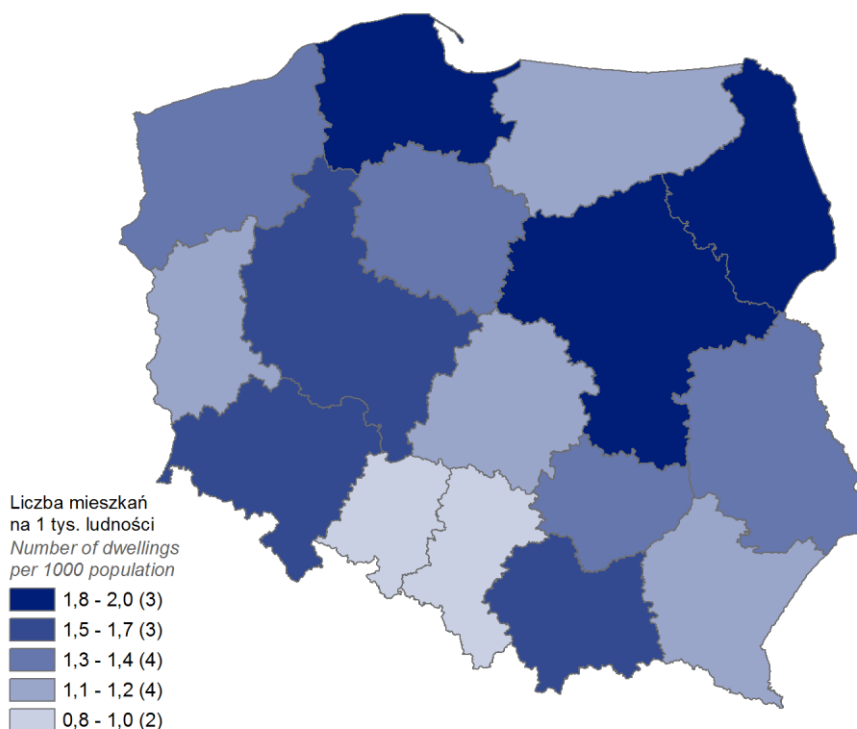 Liczba mieszkań
na 1 tys. ludności
Number of dwellings
per 1000 population
1,8 - 2,0 (3)
1,5 - 1,7 (3)
1,3 - 1,4 (4)
1,1 - 1,2 (4)
0,8 - 1,0 (2)